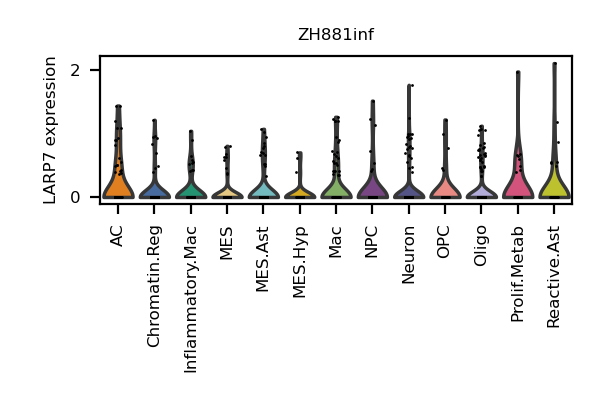 ZH881inf
LARP7 expression
2
0
AC
Chromatin.Reg
Inflammatory.Mac
MES
MES.Ast
MES.Hyp
Mac
NPC
Neuron
OPC
Oligo
Prolif.Metab
Reactive.Ast